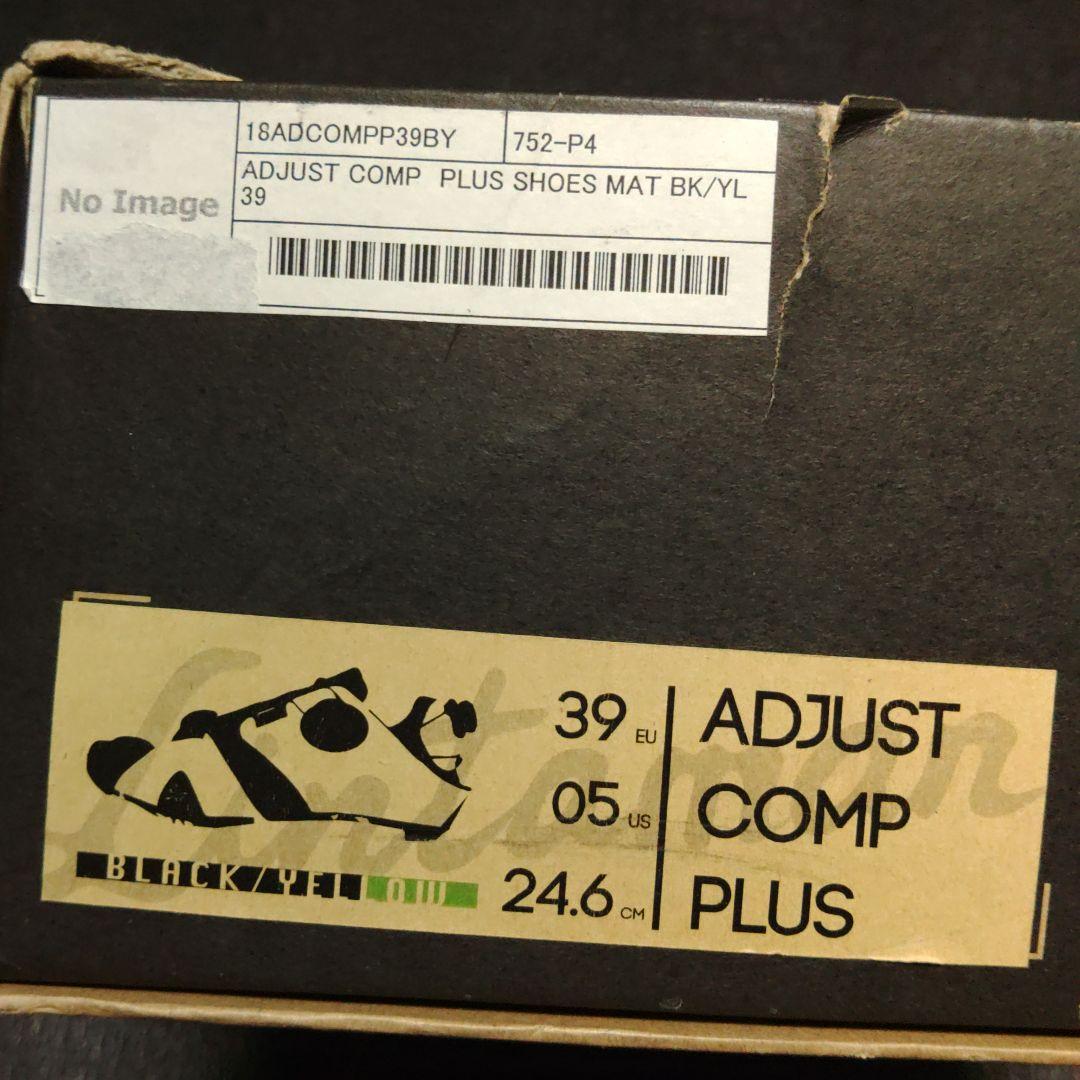 18ADCOMPP39BY
752-P4
ADJUST COMP PLUS SHOES MAT BK/YL
39
No Image
Lintaman
39 EU
05 US
24.6 CM
ADJUST
COMP
PLUS
BLACK/YELLOW